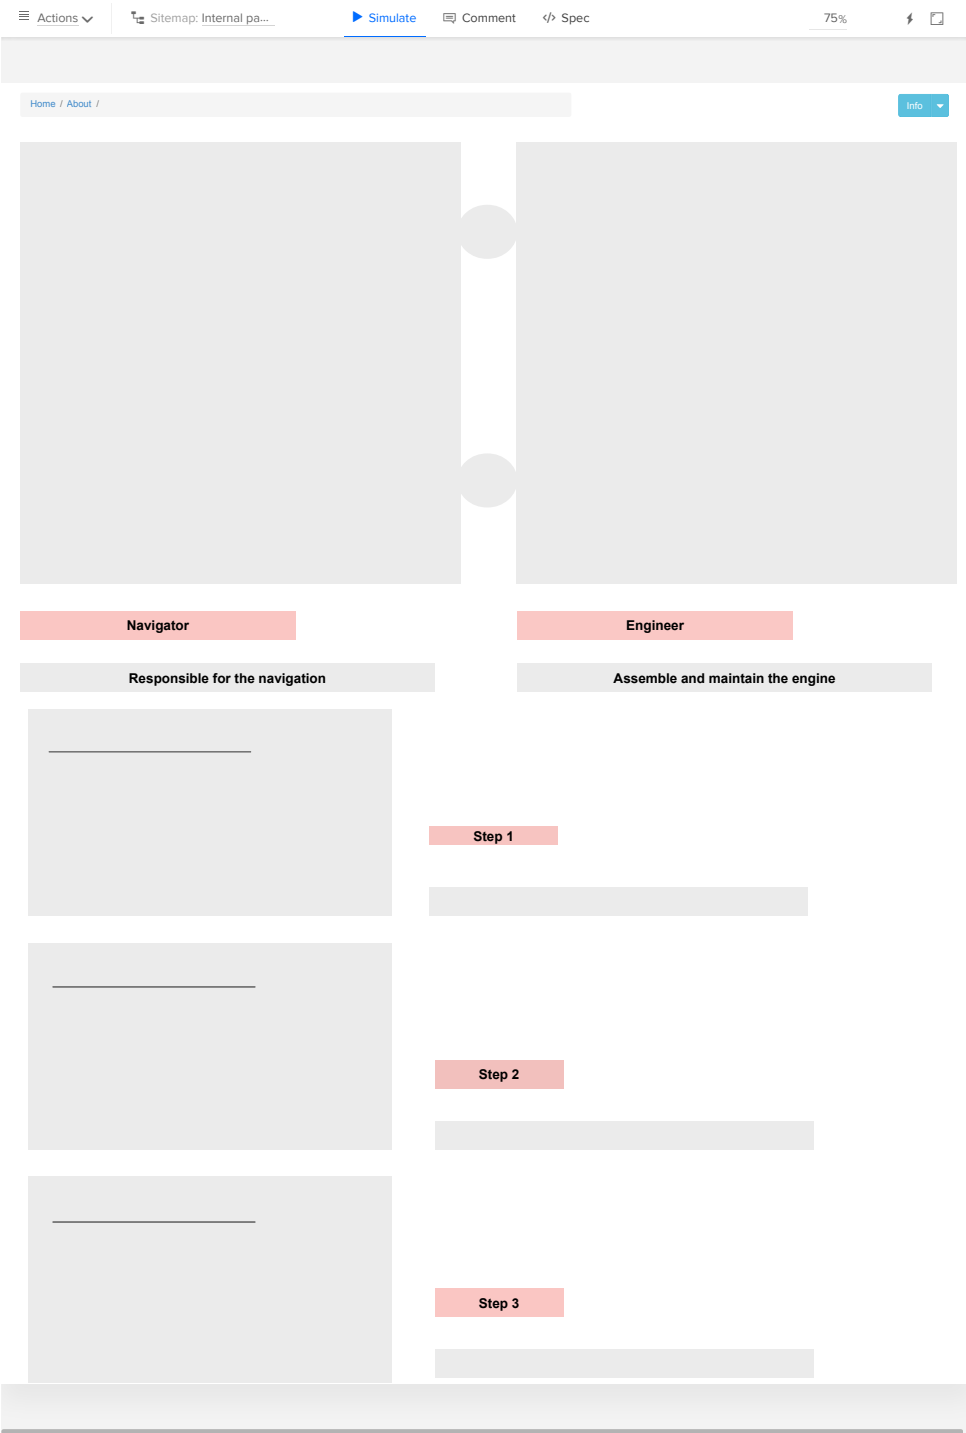 Actions Sitemap: Internal pa... Simulate Comment </> Spec 75%
Home / About / Info
Navigator Engineer
Responsible for the navigation Assemble and maintain the engine
Step 1
Step 2
Step 3